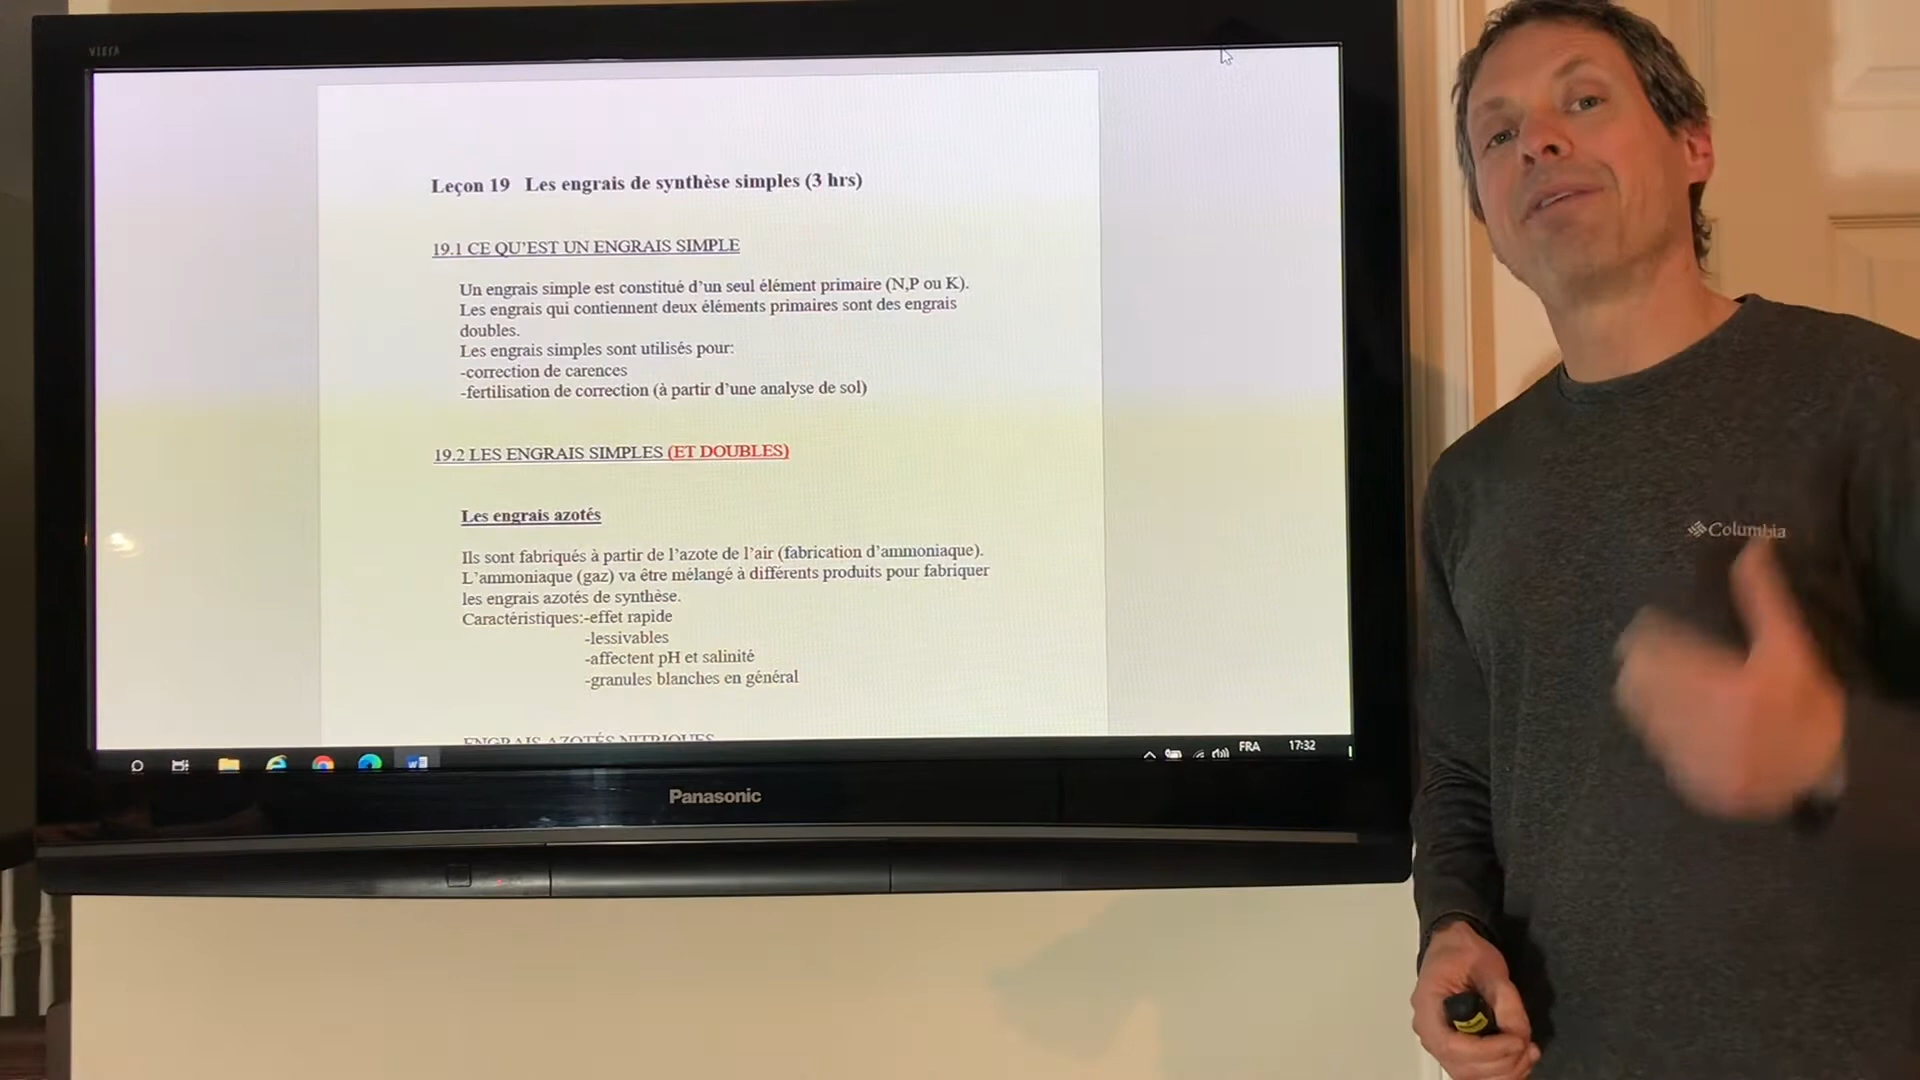 VIERA
Leçon 19 Les engrais de synthèse simples (3 hrs)
19.1 CE QU'EST UN ENGRAIS SIMPLE
Un engrais simple est constitué d'un seul élément primaire (N,P ou K).
Les engrais qui contiennent deux éléments primaires sont des engrais
doubles.
Les engrais simples sont utilisés pour:
-correction de carences
-fertilisation de correction (à partir d'une analyse de sol)
19.2 LES ENGRAIS SIMPLES (ET DOUBLES)
Les engrais azotés
Ils sont fabriqués à partir de l'azote de l'air (fabrication d'ammoniaque).
L'ammoniaque (gaz) va être mélangé à différents produits pour fabriquer
les engrais azotés de synthèse.
Caractéristiques:-effet rapide
-lessivables
-affectent pH et salinité
-granules blanches en général
ENGRAIS AZOTÉS NITRIQUES
FRA 17:32
Panasonic
Columbia